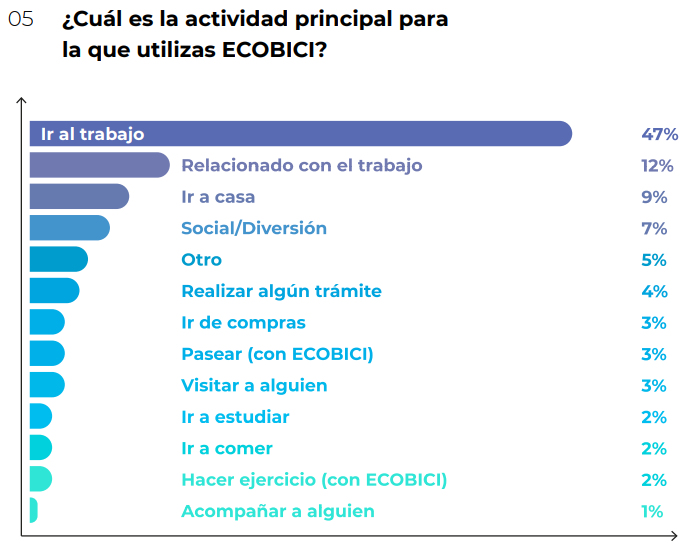 05 ¿Cuál es la actividad principal para
la que utilizas ECOBICI?
Ir al trabajo 47%
Relacionado con el trabajo 12%
Ir a casa 9%
Social/Diversión 7%
Otro 5%
Realizar algún trámite 4%
Ir de compras 3%
Pasear (con ECOBICI) 3%
Visitar a alguien 3%
Ir a estudiar 2%
Ir a comer 2%
Hacer ejercicio (con ECOBICI) 2%
Acompañar a alguien 1%